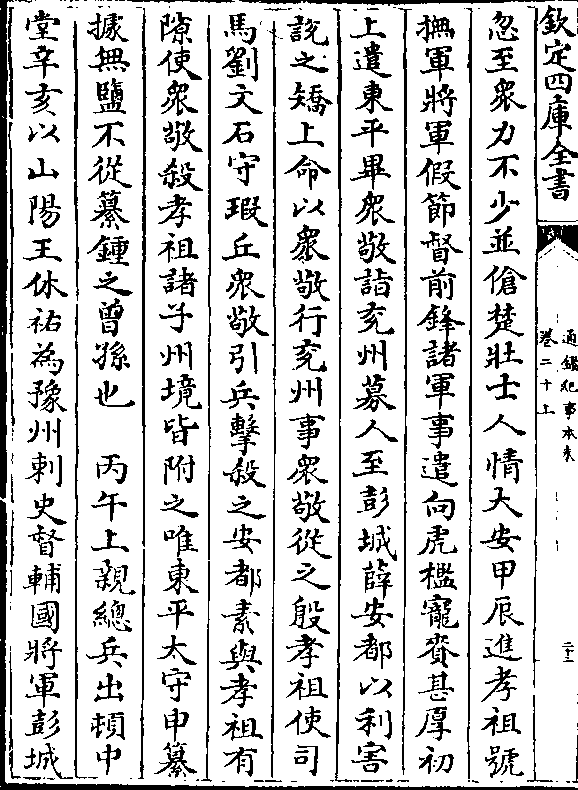 欽定四庫全書
通鑑紀事本末
卷二十上
二十二
忽至衆力不少並傖楚壯士人情大安甲辰進孝祖號
撫軍將軍假節督前鋒諸軍事遣向虎檻寵賚甚厚初
上遣東平畢衆敬詣兖州募人至彭城薛安都以利害
說之矯上命以衆敬行兖州事衆敬從之殷孝祖使司
馬劉文石守瑕丘衆敬引兵擊殺之安都素與孝祖有
隙使衆敬殺孝祖諸子州境皆附之唯東平太守申纂
據無鹽不從纂鍾之曾孫也　丙午上親總兵出頓中
堂辛亥以山陽王休祐為豫州刺史督輔國將軍彭城